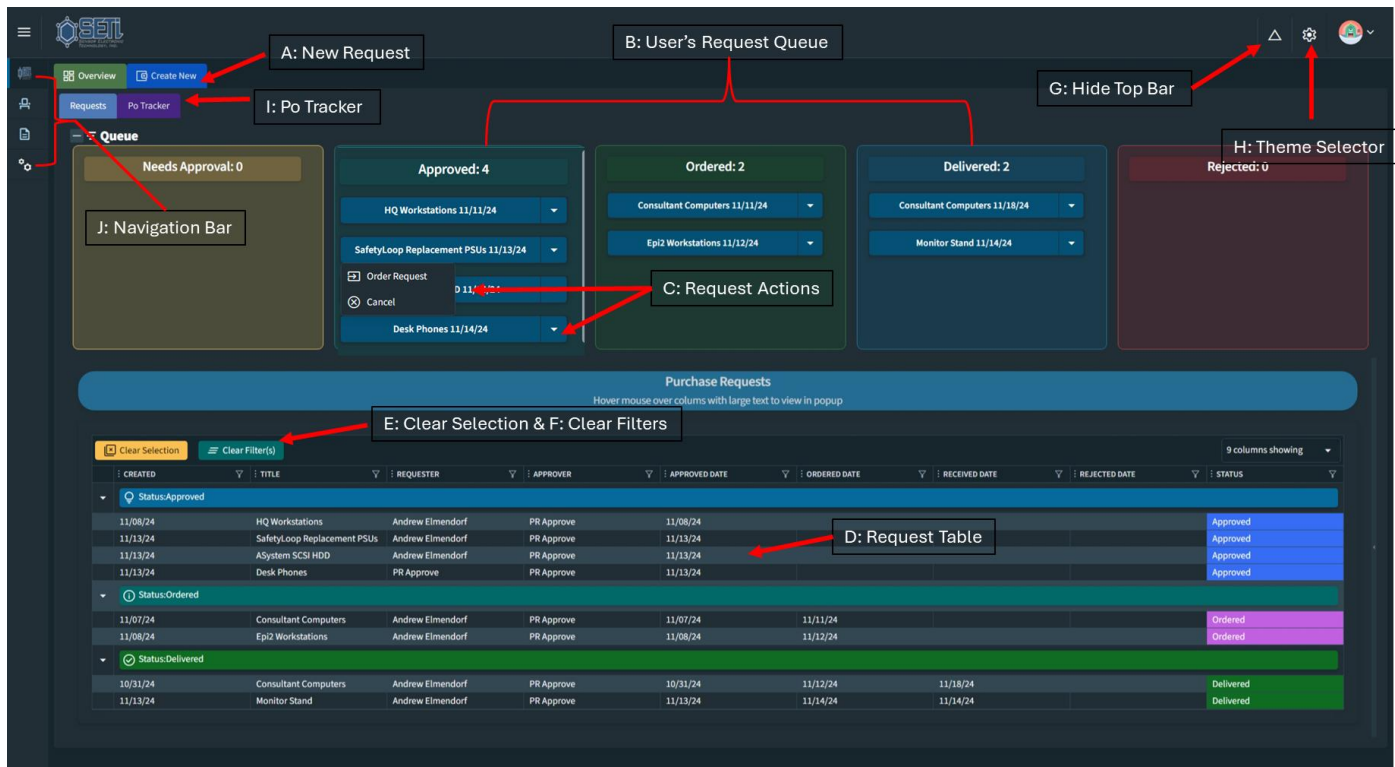 SETI
A: New Request
B: User's Request Queue
G: Hide Top Bar
H: Theme Selector
Overview
Create New
Requests
Po Tracker
I: Po Tracker
Queue
Needs Approval: 0
Approved: 4
Ordered: 2
Delivered: 2
Rejected: 0
J: Navigation Bar
HQ Workstations 11/11/24
SafetyLoop Replacement PSUs 11/13/24
Order Request
Cancel
Desk Phones 11/14/24
Consultant Computers 11/11/24
Epi2 Workstations 11/12/24
Consultant Computers 11/18/24
Monitor Stand 11/14/24
C: Request Actions
Purchase Requests
Hover mouse over colums with large text to view in popup
E: Clear Selection & F: Clear Filters
Clear Selection
Clear Filter(s)
9 columns showing
CREATED TITLE REQUESTER APPROVER APPROVED DATE ORDERED DATE RECEIVED DATE REJECTED DATE STATUS
Status:Approved
11/08/24 HQ Workstations Andrew Elmendorf PR Approve 11/08/24 Approved
11/13/24 SafetyLoop Replacement PSUs Andrew Elmendorf PR Approve 11/13/24 Approved
11/13/24 ASystem SCSI HDD Andrew Elmendorf PR Approve 11/13/24 Approved
11/13/24 Desk Phones PR Approve PR Approve 11/13/24 Approved
D: Request Table
Status:Ordered
11/07/24 Consultant Computers Andrew Elmendorf PR Approve 11/07/24 11/11/24 Ordered
11/08/24 Epi2 Workstations Andrew Elmendorf PR Approve 11/08/24 11/12/24 Ordered
Status:Delivered
10/31/24 Consultant Computers Andrew Elmendorf PR Approve 10/31/24 11/12/24 11/18/24 Delivered
11/13/24 Monitor Stand Andrew Elmendorf PR Approve 11/13/24 11/14/24 11/14/24 Delivered